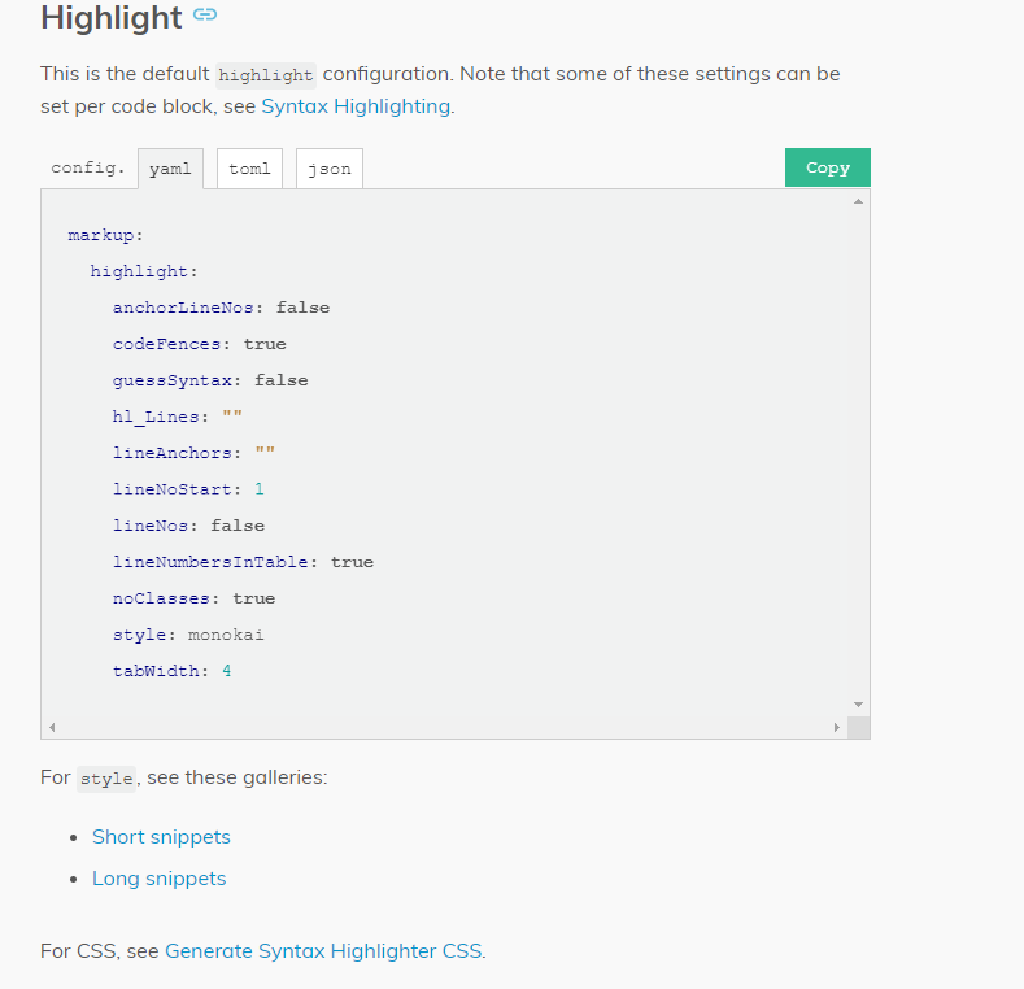 Highlight
This is the default highlight configuration. Note that some of these settings can be
set per code block, see Syntax Highlighting.
config. yaml toml json Copy
markup:
  highlight:
    anchorLineNos: false
    codeFences: true
    guessSyntax: false
    hl_Lines: ""
    lineAnchors: ""
    lineNoStart: 1
    lineNos: false
    lineNumbersInTable: true
    noClasses: true
    style: monokai
    tabWidth: 4
For style, see these galleries:
• Short snippets
• Long snippets
For CSS, see Generate Syntax Highlighter CSS.